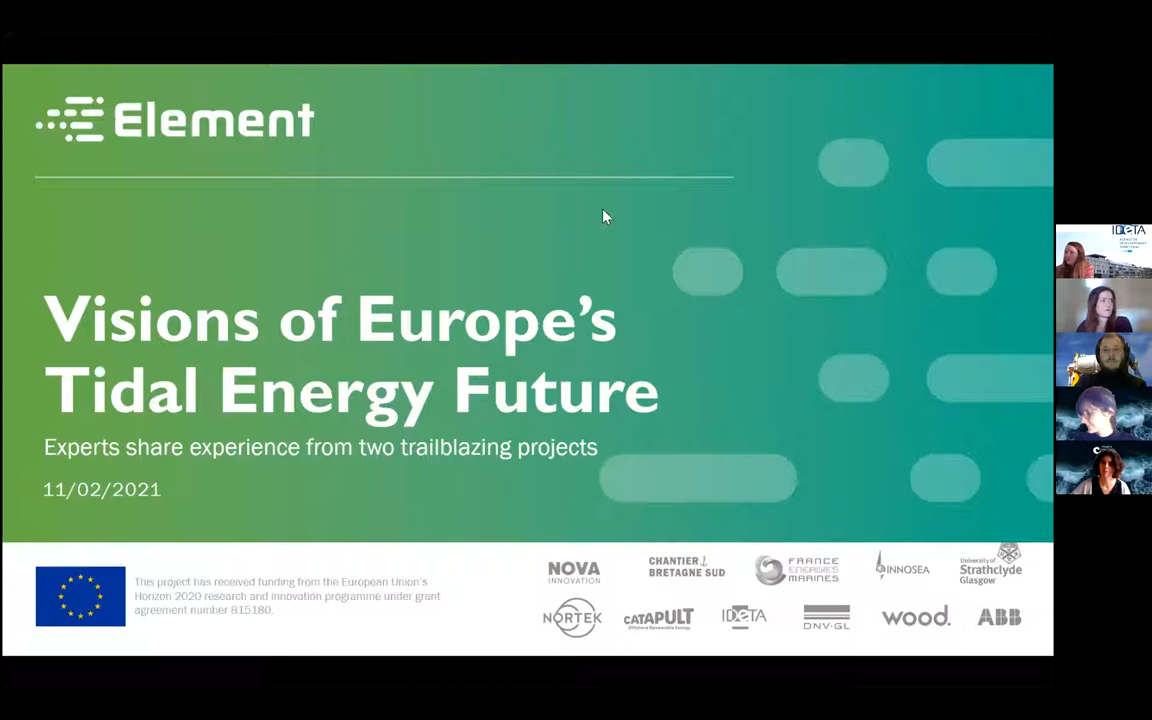 Element
Visions of Europe's
Tidal Energy Future
Experts share experience from two trailblazing projects
11/02/2021
This project has received funding from the European Union's
Horizon 2020 research and innovation programme under grant
agreement number 815180.
NOVA
INNOVATION
CHANTIER
BRETAGNE SUD
FRANCE
ENERGIES
MARINES
INNOSEA
University of
Strathclyde
Glasgow
NORTEK
CATAPULT
Offshore Renewable Energy
IDETA
DNV·GL
wood.
ABB
IDETA